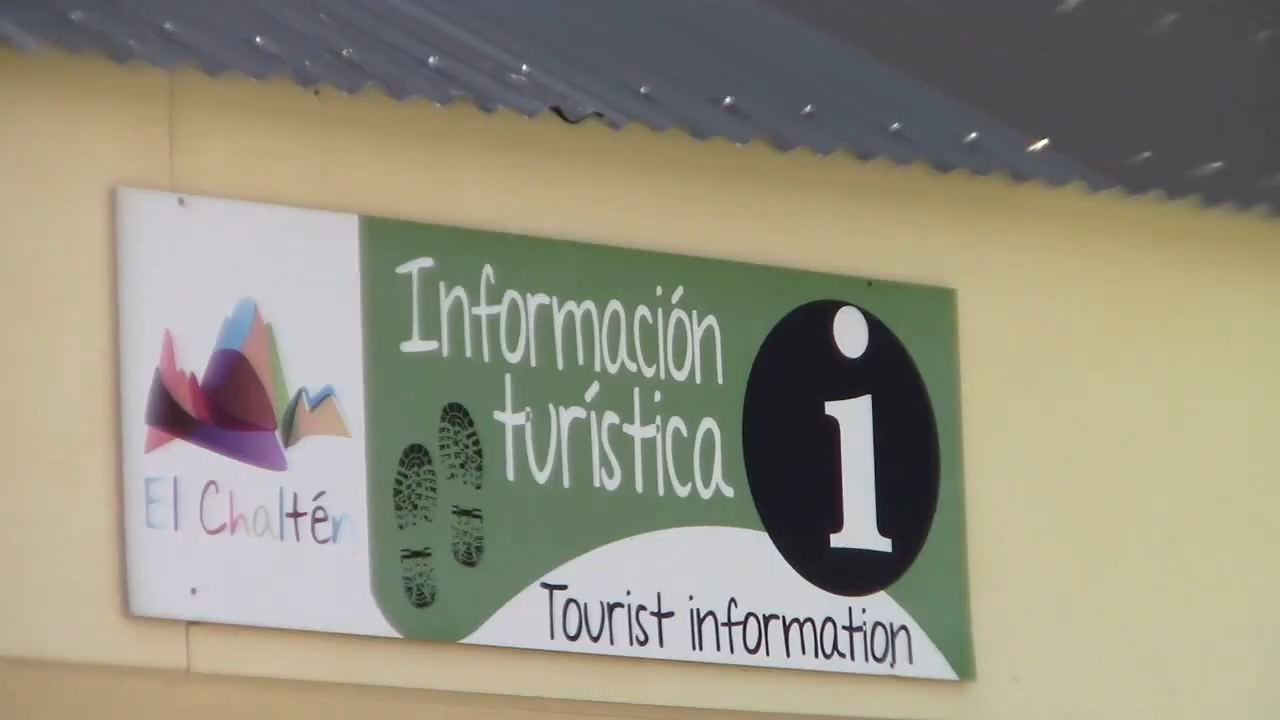 El Chaltén
Información
turística
i
Tourist information